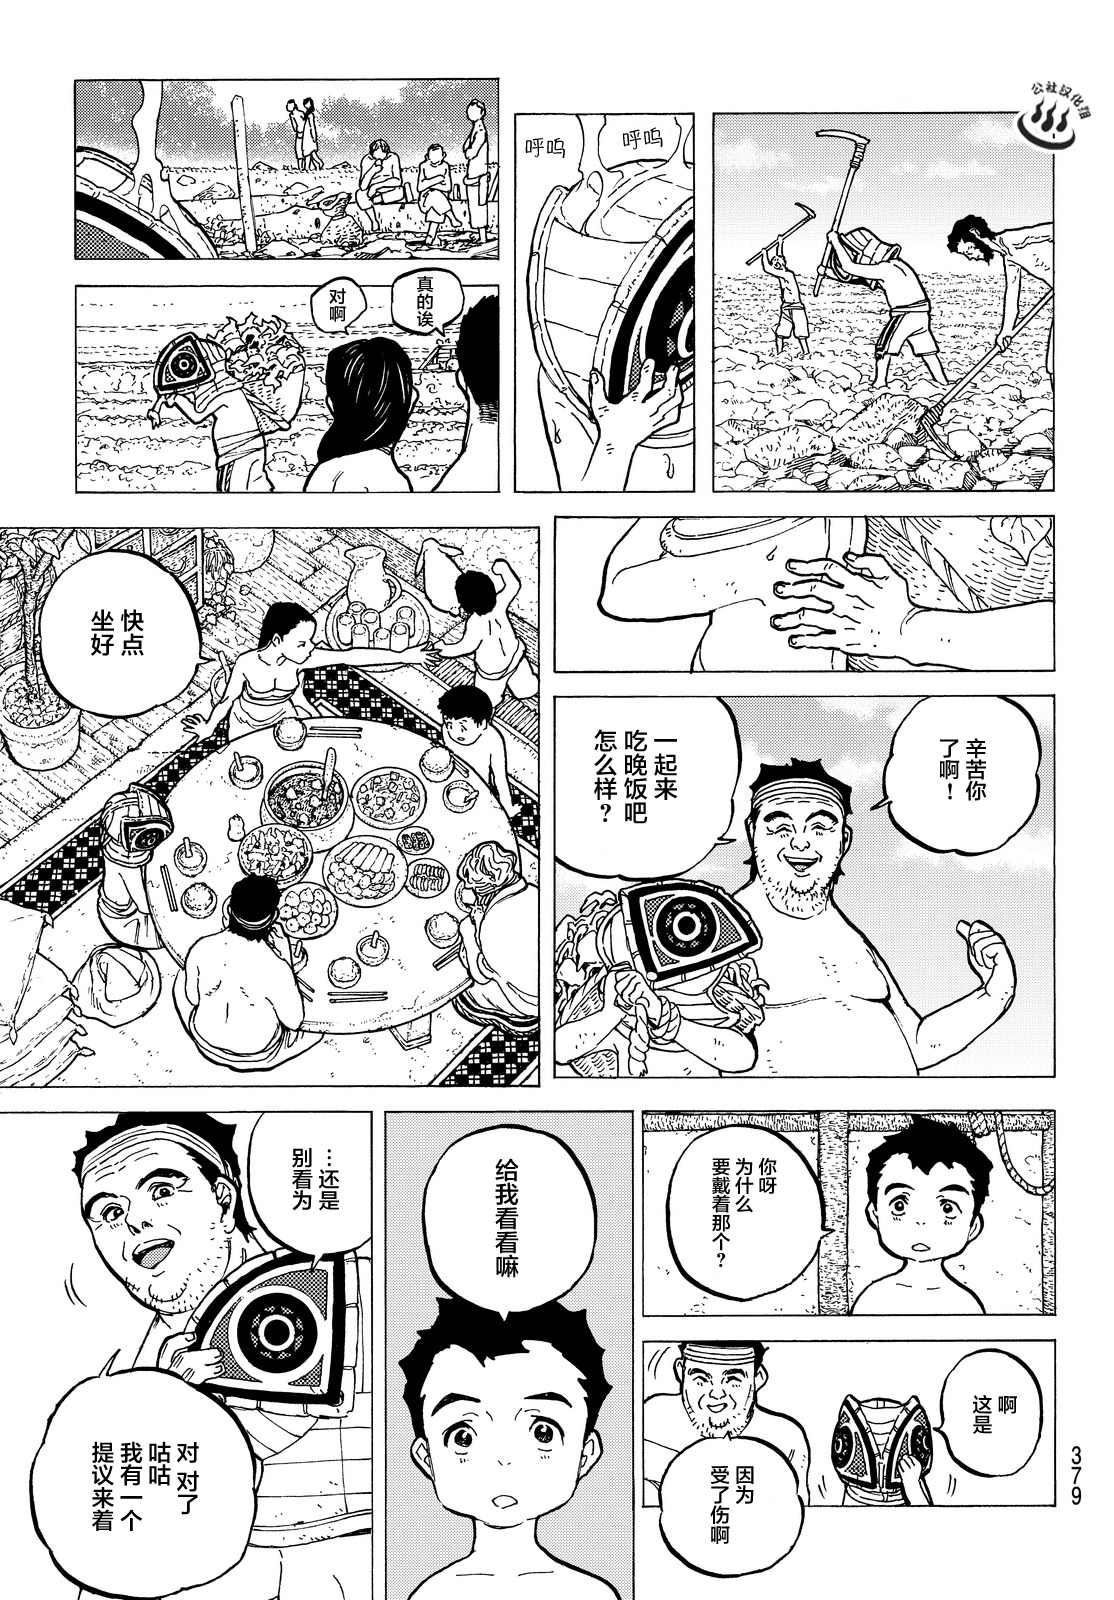 公社汉化组
呼呜
呼呜
真的诶
对啊
辛苦你
了啊！
一起来
吃晚饭吧
怎么样？
快点
坐好
你呀
为什么
要戴着那个？
啊
这是
因为
受了伤啊
给我看看嘛
…还是
别看为
对 对了
咕咕
我有一个
提议来着
379